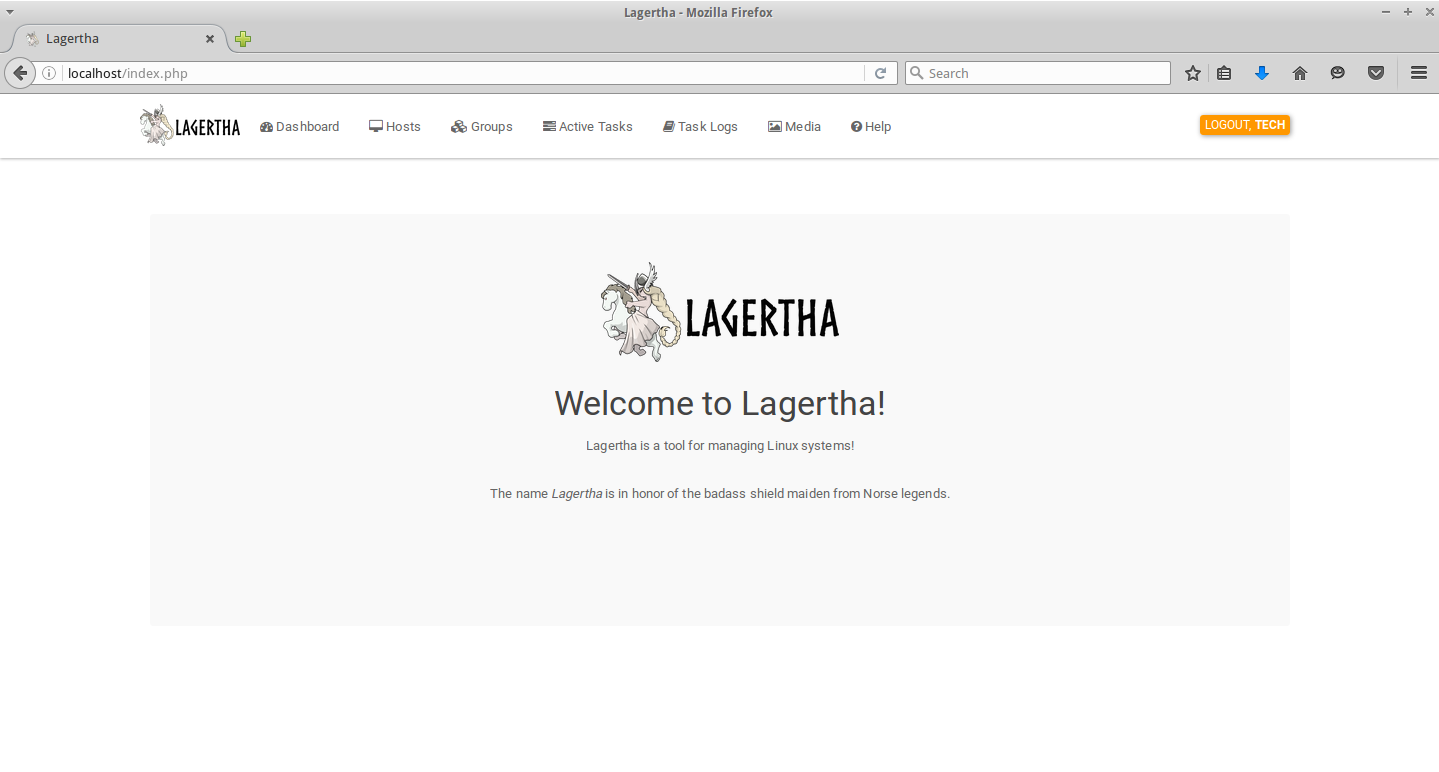 Lagertha - Mozilla Firefox
Lagertha
localhost/index.php
Search
LAGERTHA Dashboard Hosts Groups Active Tasks Task Logs Media Help LOGOUT, TECH
LAGERTHA
Welcome to Lagertha!
Lagertha is a tool for managing Linux systems!
The name Lagertha is in honor of the badass shield maiden from Norse legends.